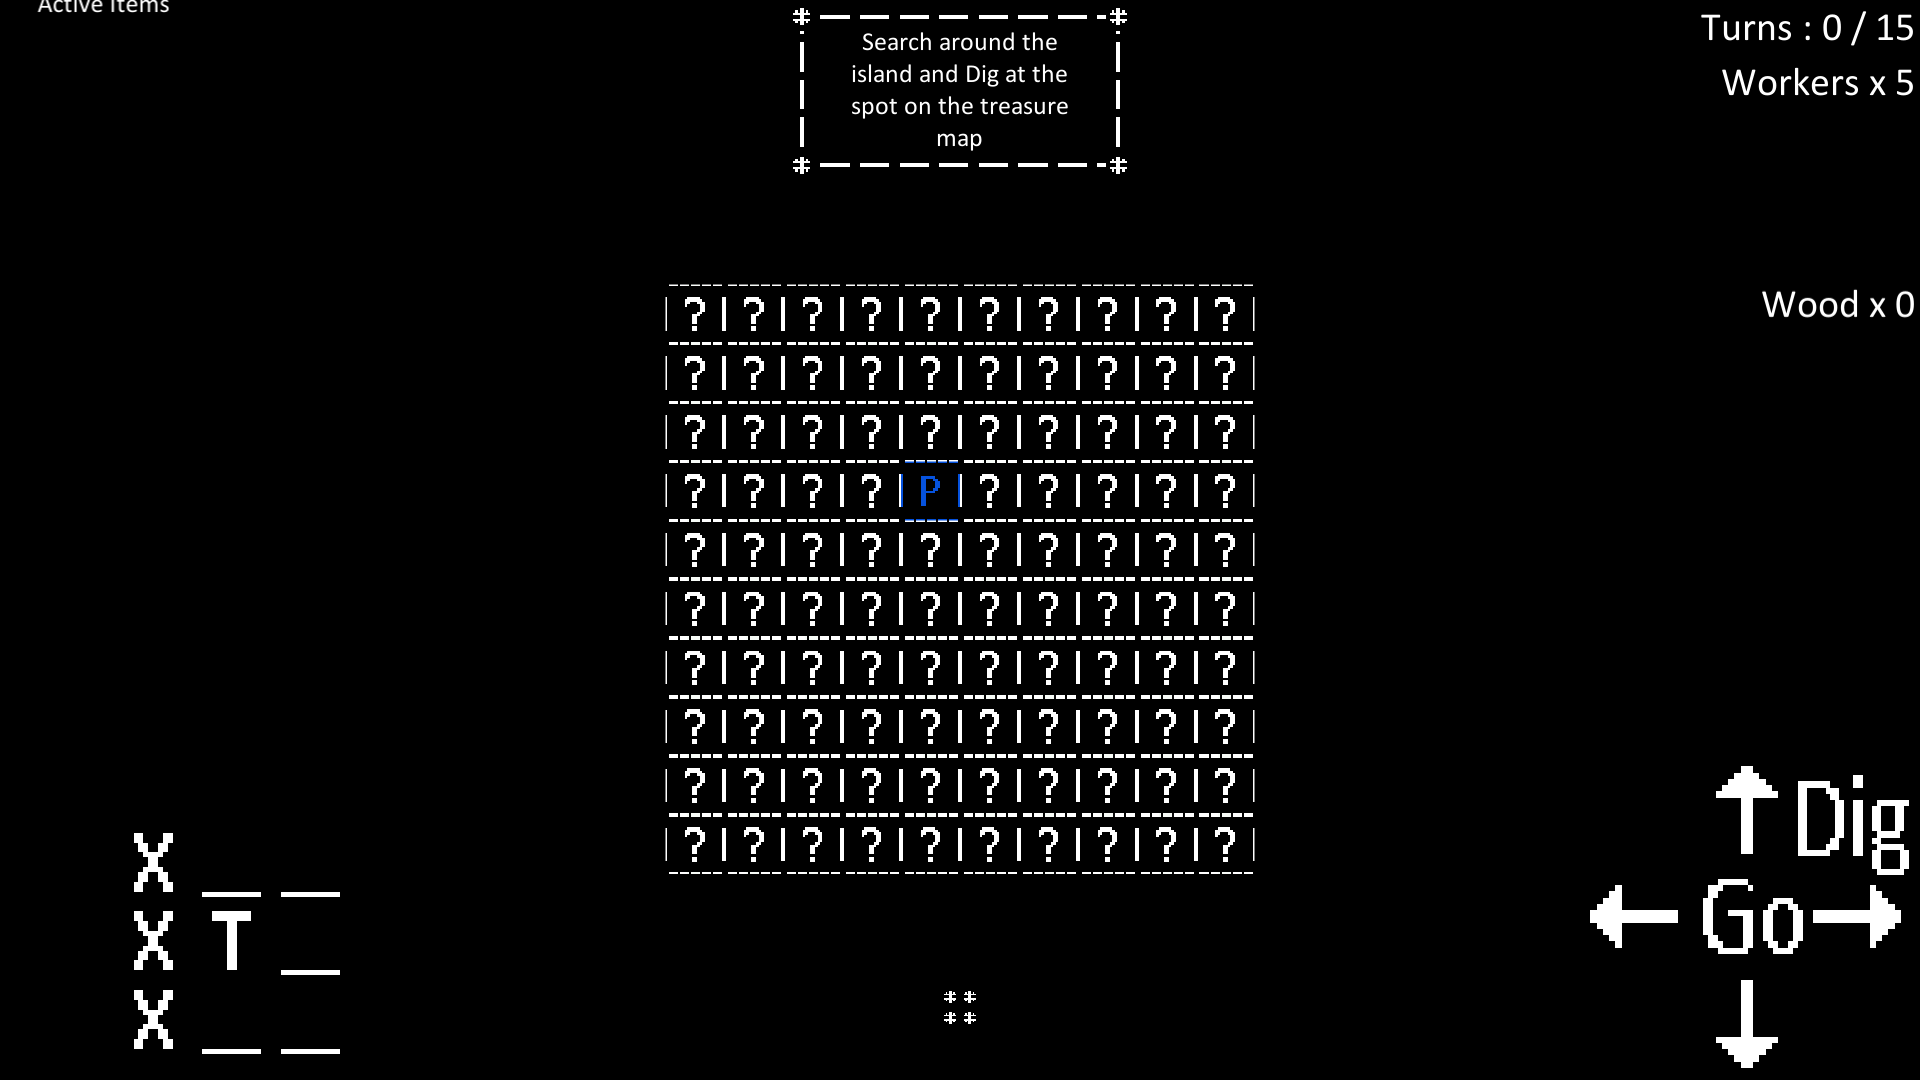 Active Items
Search around the
island and Dig at the
spot on the treasure
map
Turns : 0 / 15
Workers x 5
Wood x 0
? ? ? ? ? ? ? ? ? ?
? ? ? ? ? ? ? ? ? ?
? ? ? ? ? ? ? ? ? ?
? ? ? ? P ? ? ? ? ?
? ? ? ? ? ? ? ? ? ?
? ? ? ? ? ? ? ? ? ?
? ? ? ? ? ? ? ? ? ?
? ? ? ? ? ? ? ? ? ?
? ? ? ? ? ? ? ? ? ?
? ? ? ? ? ? ? ? ? ?
X _ _
X T _
X _ _
Dig
Go